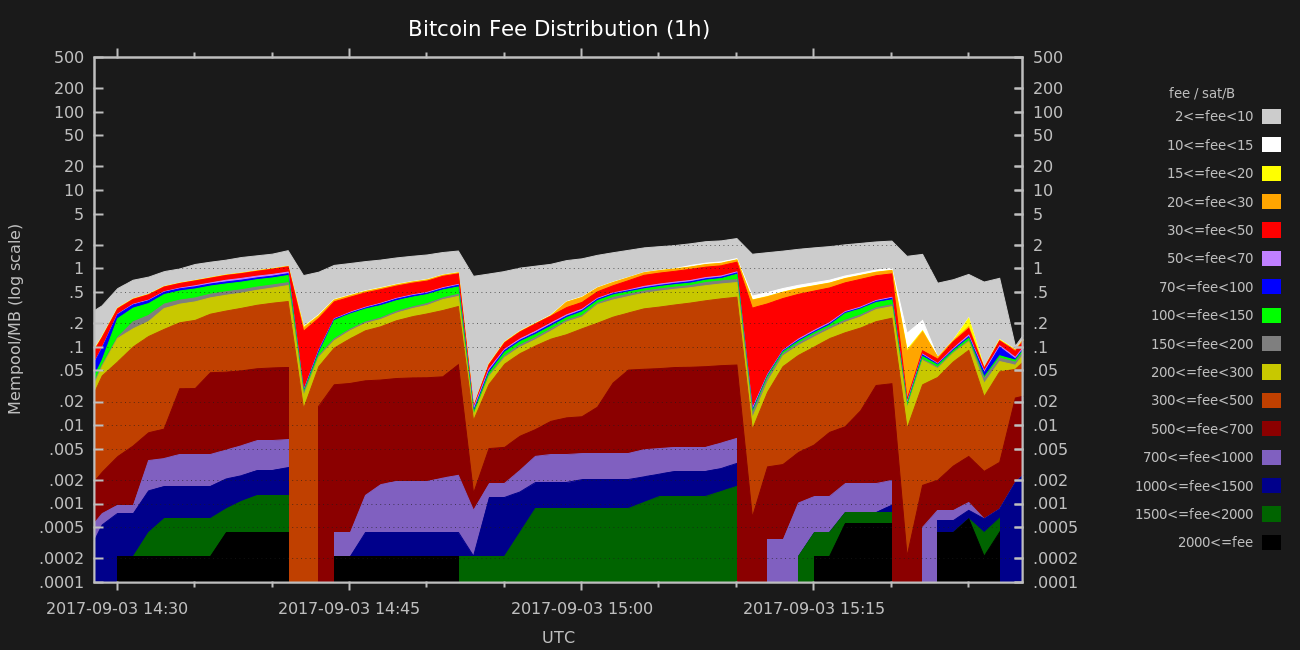 Bitcoin Fee Distribution (1h)
500
200
100
50
20
10
5
2
1
.5
.2
.1
.05
.02
.01
.005
.002
.001
.0005
.0002
.0001
Mempool/MB (log scale)
500
200
100
50
20
10
5
2
1
.5
.2
.1
.05
.02
.01
.005
.002
.001
.0005
.0002
.0001
2017-09-03 14:30 2017-09-03 14:45 2017-09-03 15:00 2017-09-03 15:15
UTC
fee / sat/B
2<=fee<10
10<=fee<15
15<=fee<20
20<=fee<30
30<=fee<50
50<=fee<70
70<=fee<100
100<=fee<150
150<=fee<200
200<=fee<300
300<=fee<500
500<=fee<700
700<=fee<1000
1000<=fee<1500
1500<=fee<2000
2000<=fee